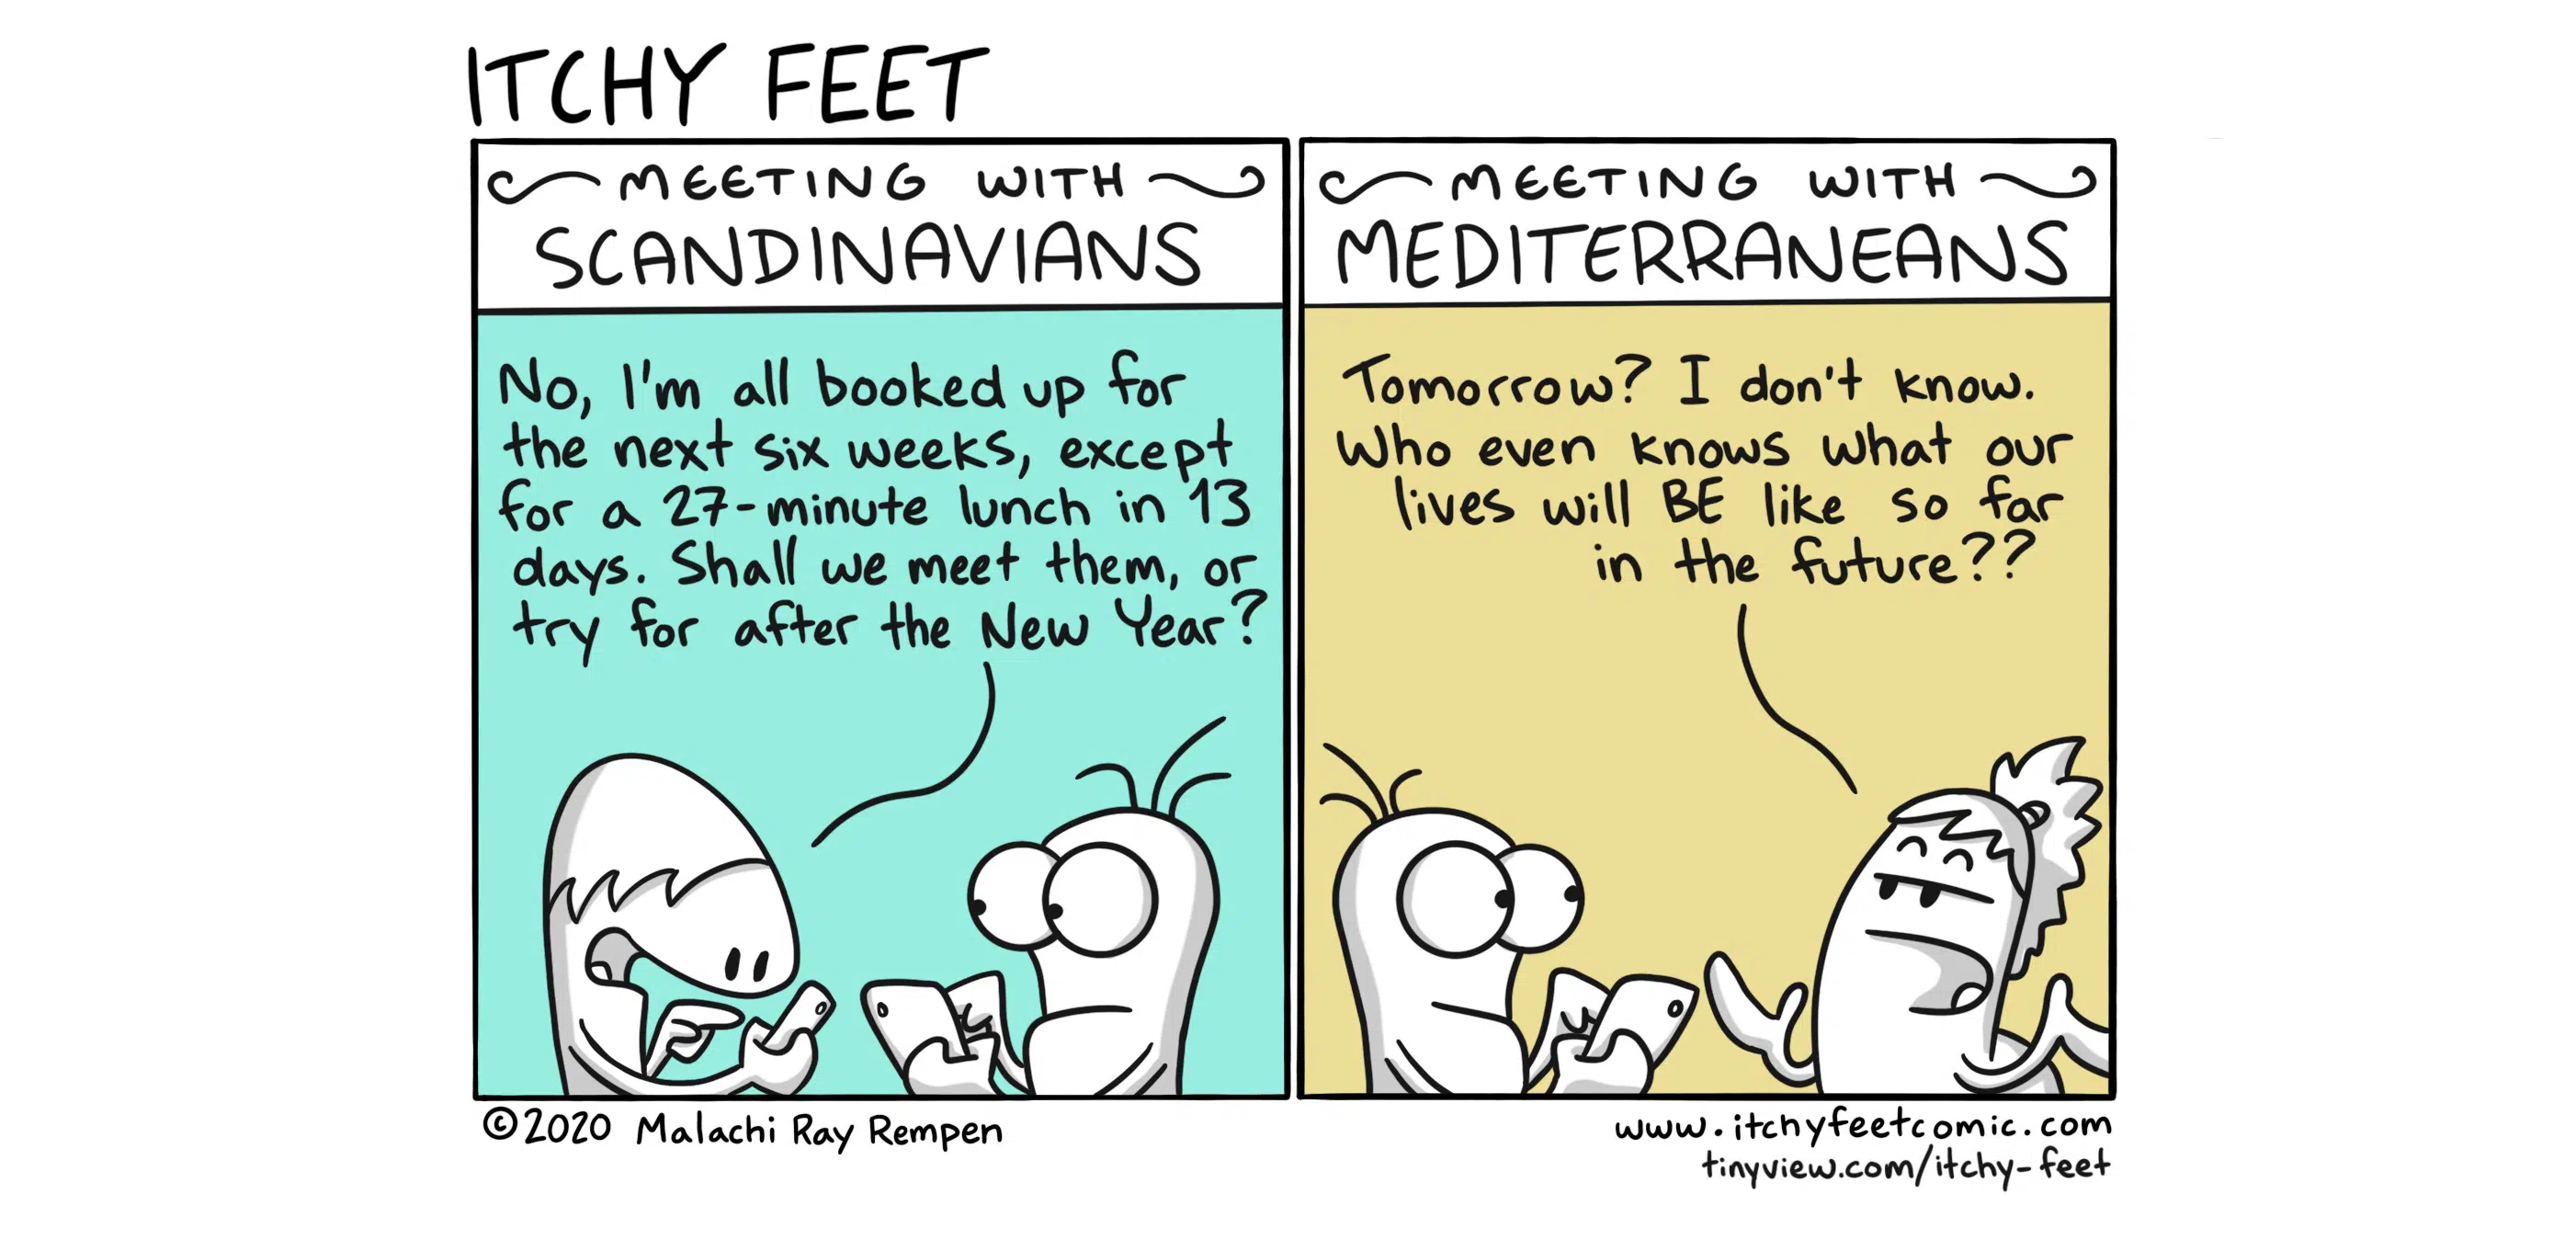 ITCHY FEET
MEETING WITH
SCANDINAVIANS
No, I'm all booked up for
the next six weeks, except
for a 27-minute lunch in 13
days. Shall we meet them, or
try for after the New Year?
MEETING WITH
MEDITERRANEANS
Tomorrow? I don't know.
Who even knows what our
lives will BE like so far
in the future??
©2020 Malachi Ray Rempen
www.itchyfeetcomic.com
tinyview.com/itchy-feet